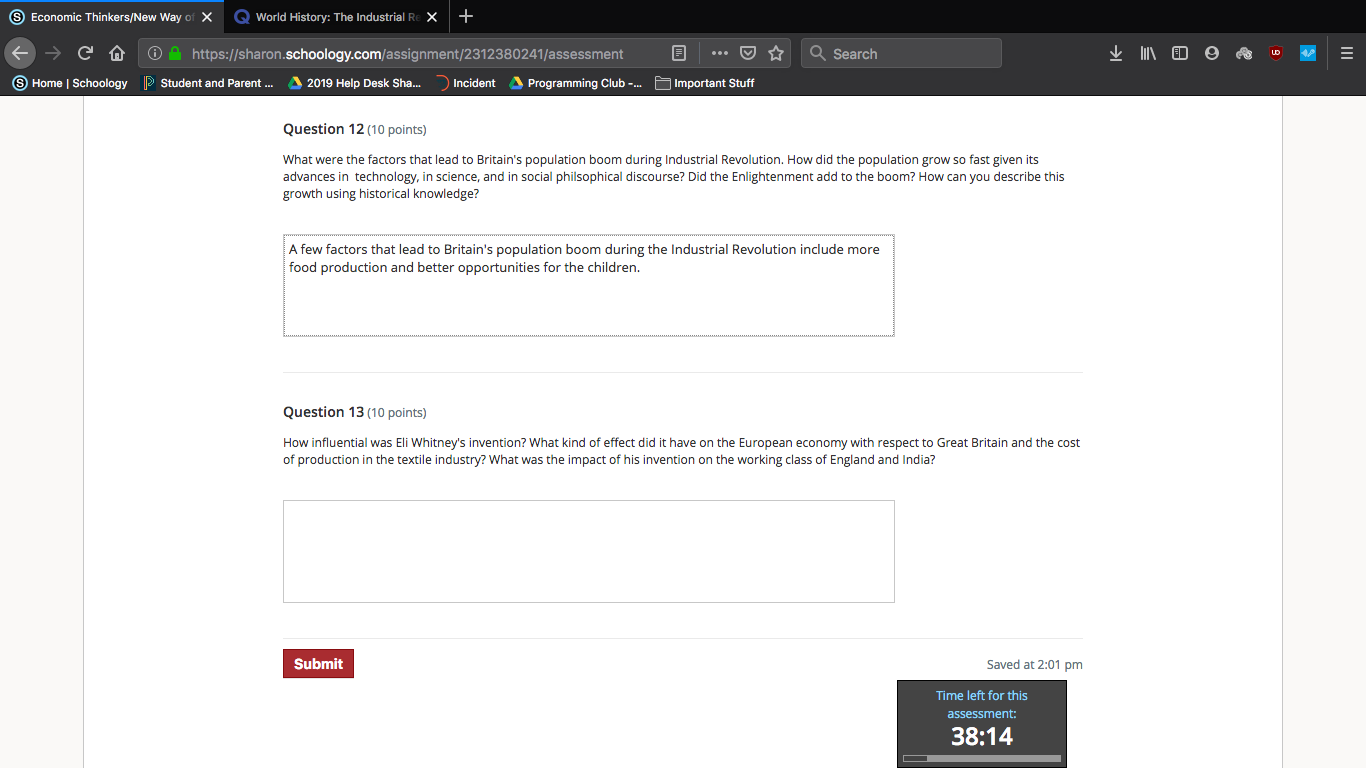 Economic Thinkers/New Way of
World History: The Industrial Re
https://sharon.schoology.com/assignment/2312380241/assessment
Search
Home | Schoology
Student and Parent ...
2019 Help Desk Sha...
Incident
Programming Club -...
Important Stuff
Question 12 (10 points)
What were the factors that lead to Britain's population boom during Industrial Revolution. How did the population grow so fast given its
advances in  technology, in science, and in social philsophical discourse? Did the Enlightenment add to the boom? How can you describe this
growth using historical knowledge?
A few factors that lead to Britain's population boom during the Industrial Revolution include more
food production and better opportunities for the children.
Question 13 (10 points)
How influential was Eli Whitney's invention? What kind of effect did it have on the European economy with respect to Great Britain and the cost
of production in the textile industry? What was the impact of his invention on the working class of England and India?
Submit
Saved at 2:01 pm
Time left for this
assessment:
38:14